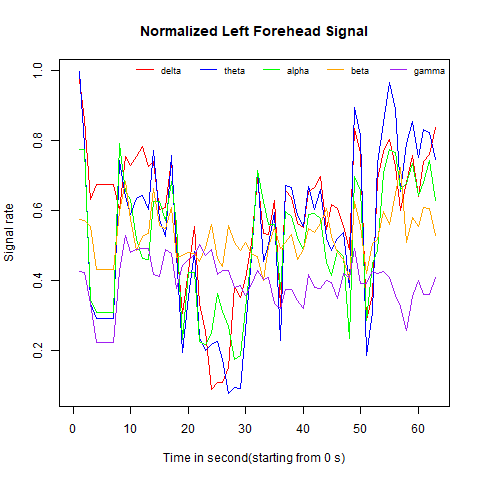 Normalized Left Forehead Signal
delta theta alpha beta gamma
1.0
0.8
0.6
0.4
0.2
Signal rate
0 10 20 30 40 50 60
Time in second(starting from 0 s)